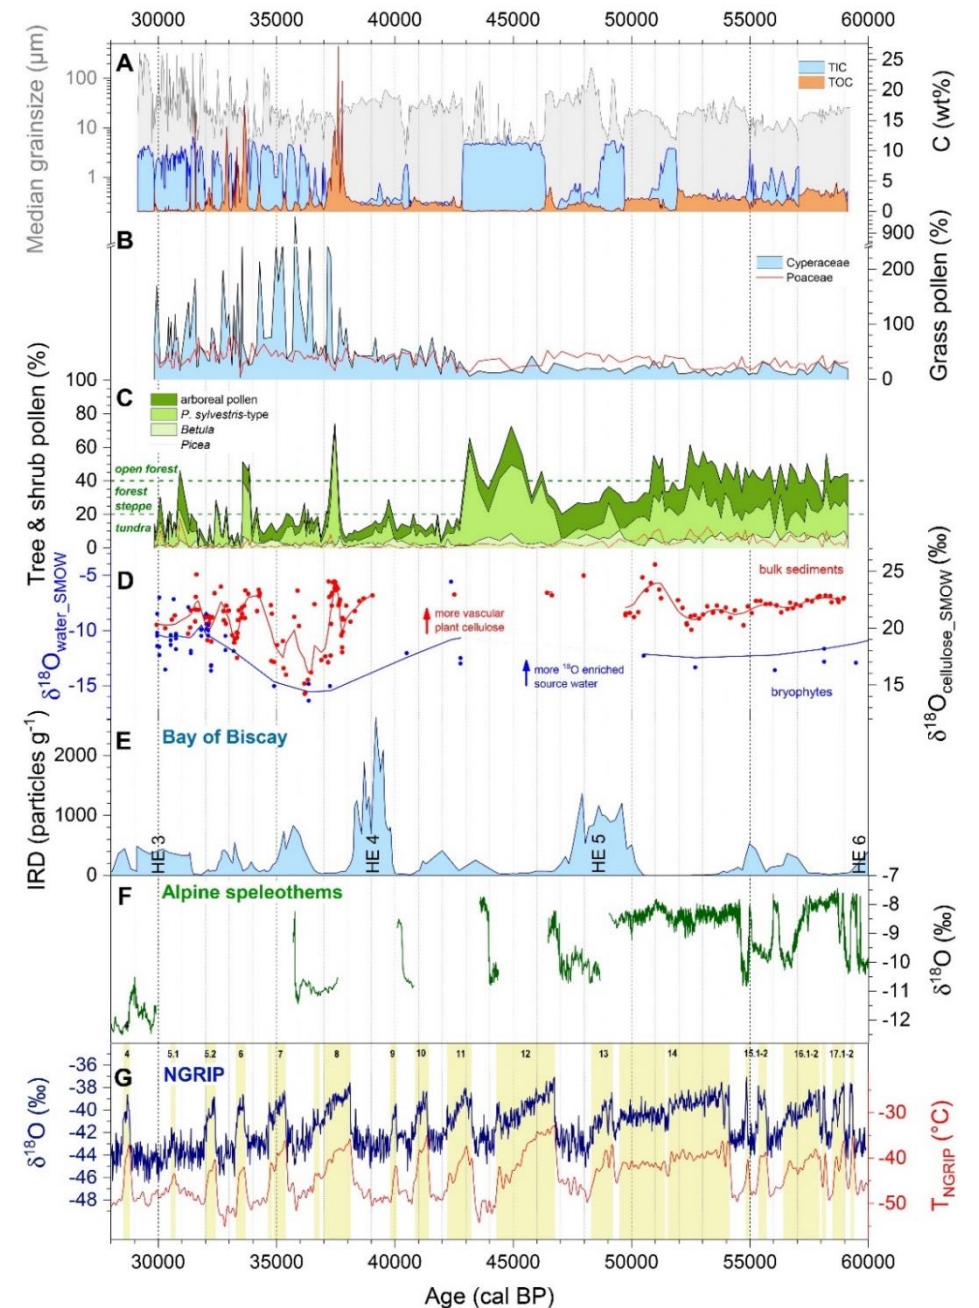 30000 35000 40000 45000 50000 55000 60000
A
Median grainsize (µm)
100
10
1
TIC
TOC
25
20
15
10
5
0
C (wt%)
B
Cyperaceae
Poaceae
900
200
100
0
Grass pollen (%)
C
Tree & shrub pollen (%)
100
80
60
40
20
0
arboreal pollen
P. sylvestris-type
Betula
Picea
open forest
forest
steppe
tundra
D
δ18Owater_SMOW
-5
-10
-15
bulk sediments
more vascular
plant cellulose
more 18O enriched
source water
bryophytes
25
20
15
δ18Ocellulose_SMOW (‰)
E
Bay of Biscay
IRD (particles g-1)
2000
1000
0
HE 3
HE 4
HE 5
HE 6
F
Alpine speleothems
-7
-8
-9
-10
-11
-12
δ18O (‰)
4 5.1 5.2 6 7 8 9 10 11 12 13 14 15.1-2 16.1-2 17.1-2
G
NGRIP
δ18O (‰)
-36
-38
-40
-42
-44
-46
-48
-30
-40
-50
TNGRIP (°C)
30000 35000 40000 45000 50000 55000 60000
Age (cal BP)